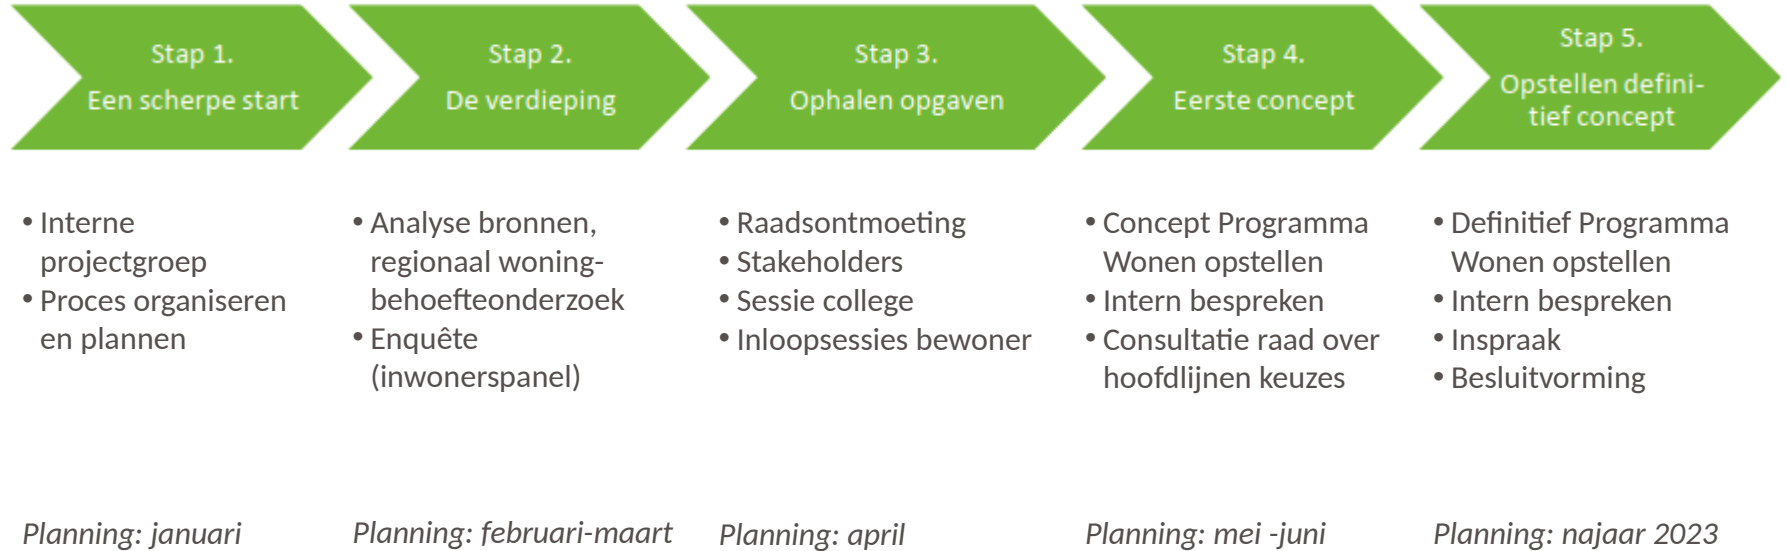 Stap 1.
Een scherpe start
Stap 2.
De verdieping
Stap 3.
Ophalen opgaven
Stap 4.
Eerste concept
Stap 5.
Opstellen defini-
tief concept
• Interne
projectgroep
• Proces organiseren
en plannen
• Analyse bronnen,
regionaal woning-
behoefteonderzoek
• Enquête
(inwonerspanel)
• Raadsontmoeting
• Stakeholders
• Sessie college
• Inloopsessies bewoner
• Concept Programma
Wonen opstellen
• Intern bespreken
• Consultatie raad over
hoofdlijnen keuzes
• Definitief Programma
Wonen opstellen
• Intern bespreken
• Inspraak
• Besluitvorming
Planning: januari
Planning: februari-maart
Planning: april
Planning: mei -juni
Planning: najaar 2023